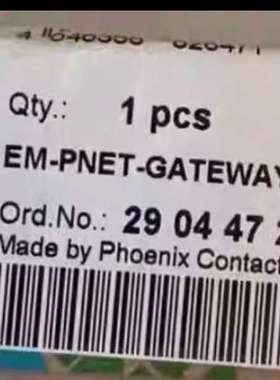 Qty.: 1 pcs
EM-PNET-GATEWAY
Ord.No.: 29 04 47
Made by Phoenix Contact